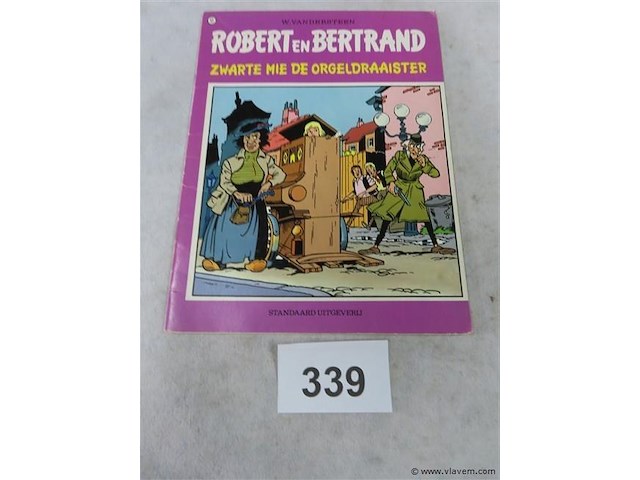 W. VANDERSTEEN
ROBERT EN BERTRAND
ZWARTE MIE DE ORGELDRAAISTER
STANDAARD UITGEVERIJ
339
© www.vlavem.com